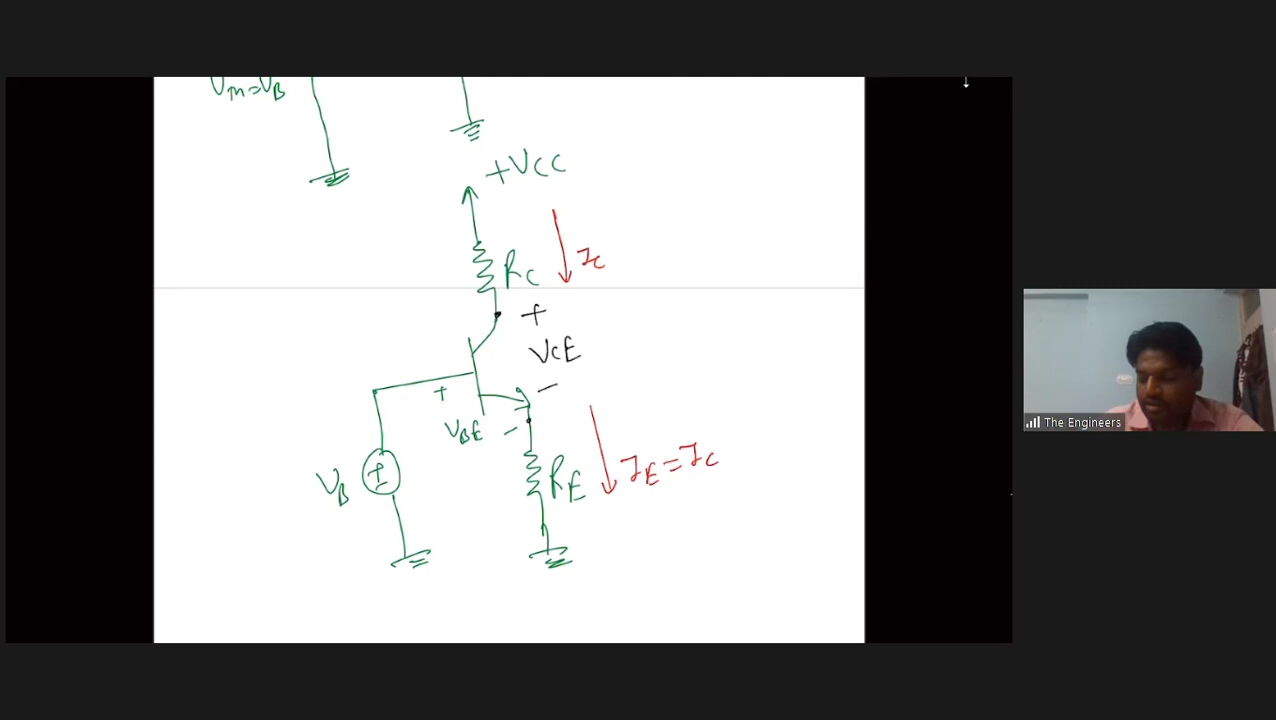 Vm=VB
+VCC
RC
IC
+
VCE
-
+
VBE
-
VB
RE
IE=IC
The Engineers